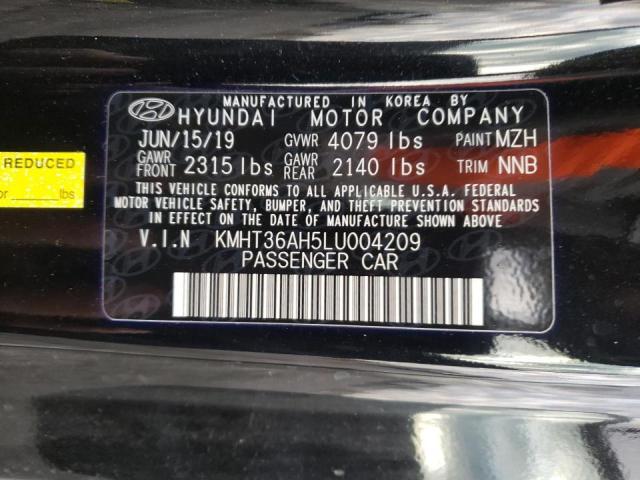 MANUFACTURED IN KOREA BY
HYUNDAI MOTOR COMPANY
JUN/15/19 GVWR 4079 lbs PAINT MZH
GAWR FRONT 2315 lbs GAWR REAR 2140 lbs TRIM NNB
THIS VEHICLE CONFORMS TO ALL APPLICABLE U.S.A. FEDERAL
MOTOR VEHICLE SAFETY, BUMPER, AND THEFT PREVENTION STANDARDS
IN EFFECT ON THE DATE OF MANUFACTURE SHOWN ABOVE.
V.I.N KMHT36AH5LU004209
PASSENGER CAR
REDUCED
or ____ lbs